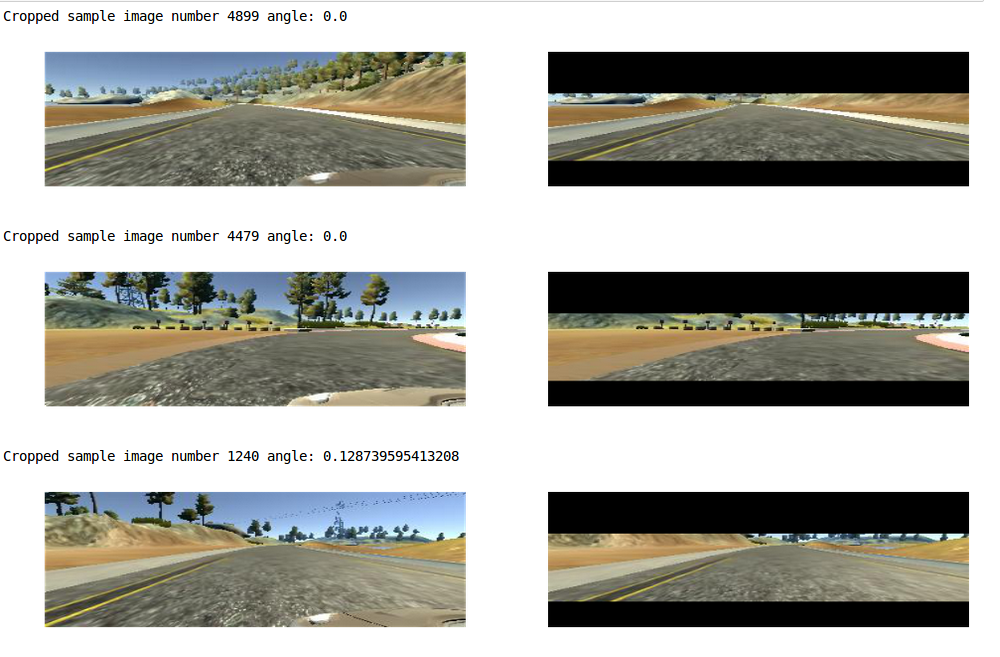 Cropped sample image number 4899 angle: 0.0
Cropped sample image number 4479 angle: 0.0
Cropped sample image number 1240 angle: 0.128739595413208